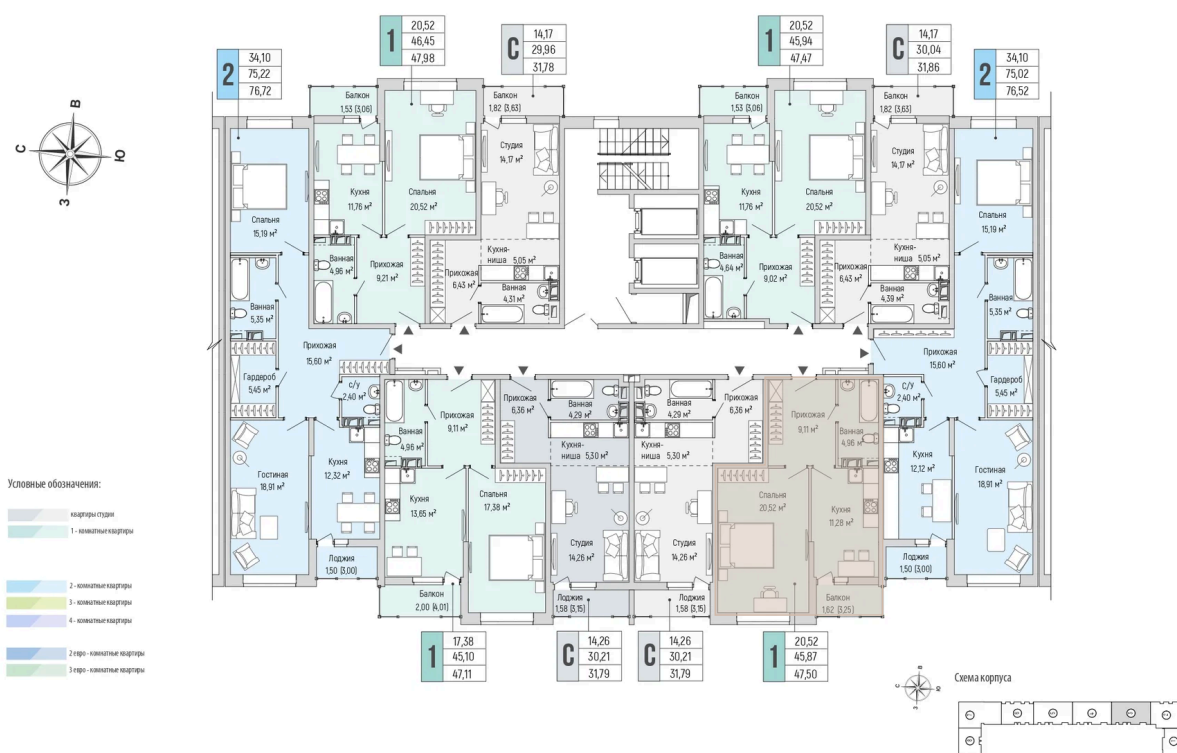 20,52
1 46,45
47,98
14,17
С 29,96
31,78
20,52
1 45,94
47,47
14,17
С 30,04
31,86
34,10
2 75,22
76,72
34,10
2 75,02
76,52
Балкон
1,53 (3,06)
Балкон
1,82 (3,63)
Балкон
1,53 (3,06)
Балкон
1,82 (3,63)
В
С
Ю
З
Студия
14,17 м²
Студия
14,17 м²
Кухня
11,76 м²
Спальня
20,52 м²
Кухня
11,76 м²
Спальня
20,52 м²
Спальня
15,19 м²
Спальня
15,19 м²
Кухня-
ниша 5,05 м²
Кухня-
ниша 5,05 м²
Ванная
4,96 м²
Прихожая
9,21 м²
Прихожая
6,43 м²
Ванная
4,31 м²
Ванная
4,64 м²
Прихожая
9,02 м²
Прихожая
6,43 м²
Ванная
4,39 м²
Ванная
5,35 м²
Ванная
5,35 м²
Прихожая
15,60 м²
Прихожая
15,60 м²
Гардероб
5,45 м²
Гардероб
5,45 м²
с/у
2,40 м²
с/у
2,40 м²
Ванная
4,96 м²
Прихожая
9,11 м²
Прихожая
6,36 м²
Ванная
4,29 м²
Ванная
4,29 м²
Прихожая
6,36 м²
Прихожая
9,11 м²
Ванная
4,96 м²
Кухня-
ниша 5,30 м²
Кухня-
ниша 5,30 м²
Гостиная
18,91 м²
Кухня
12,32 м²
Кухня
13,65 м²
Спальня
17,38 м²
Студия
14,26 м²
Студия
14,26 м²
Спальня
20,52 м²
Кухня
11,28 м²
Кухня
12,12 м²
Гостиная
18,91 м²
Лоджия
1,50 (3,00)
Балкон
2,00 (4,01)
Лоджия
1,58 (3,15)
Лоджия
1,58 (3,15)
Балкон
1,62 (3,25)
Лоджия
1,50 (3,00)
17,38
1 45,10
47,11
14,26
С 30,21
31,79
14,26
С 30,21
31,79
20,52
1 45,87
47,50
Условные обозначения:
квартиры студии
1 - комнатные квартиры
2 - комнатные квартиры
3 - комнатные квартиры
4 - комнатные квартиры
2 евро - комнатные квартиры
3 евро - комнатные квартиры
В
С
Ю
З
Схема корпуса